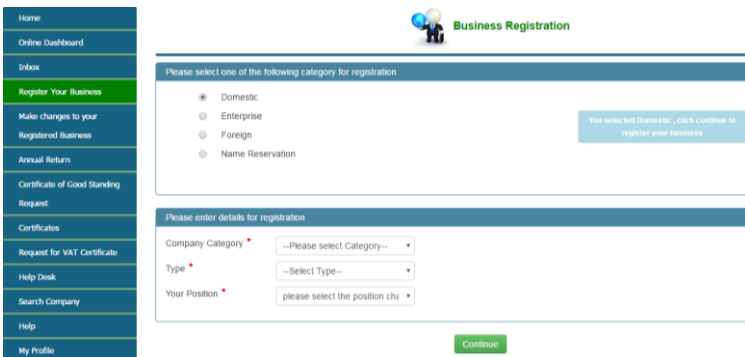 Home
Online Dashboard
Inbox
Register Your Business
Make changes to your
Registered Business
Annual Return
Certificate of Good Standing
Request
Certificates
Request for VAT Certificate
Help Desk
Search Company
Help
My Profile
Business Registration
Please select one of the following category for registration
Domestic
Enterprise
Foreign
Name Reservation
You selected Domestic , click continue to
register your business
Please enter details for registration
Company Category *
--Please select Category--
Type *
--Select Type--
Your Position *
please select the position cha
Continue